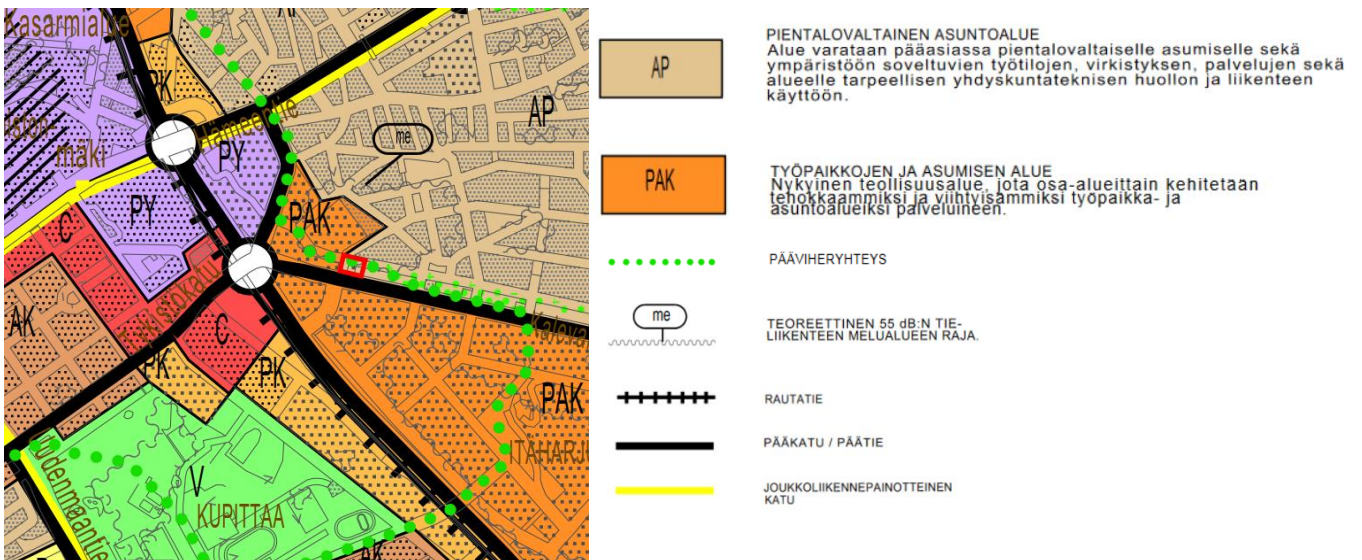 Kasarmialue
AP
PK
Hämeentie
AP
me
mäki
PY
PY
PAK
C
AK
C
PK
PK
PAK
ITÄHARJU
V
KUPITTAA
Uudenmaantie
AK
AP
PIENTALOVALTAINEN ASUNTOALUE
Alue varataan pääasiassa pientalovaltaiselle asumiselle sekä
ympäristöön soveltuvien työtilojen, virkistyksen, palvelujen sekä
alueelle tarpeellisen yhdyskuntateknisen huollon ja liikenteen
käyttöön.
PAK
TYÖPAIKKOJEN JA ASUMISEN ALUE
Nykyinen teollisuusalue, jota osa-alueittain kehitetään
tehokkaammiksi ja viihtyisämmiksi työpaikka- ja
asuntoalueiksi palveluineen.
PÄÄVIHERYHTEYS
me
TEOREETTINEN 55 dB:N TIE-
LIIKENTEEN MELUALUEEN RAJA.
RAUTATIE
PÄÄKATU / PÄÄTIE
JOUKKOLIIKENNEPAINOTTEINEN
KATU